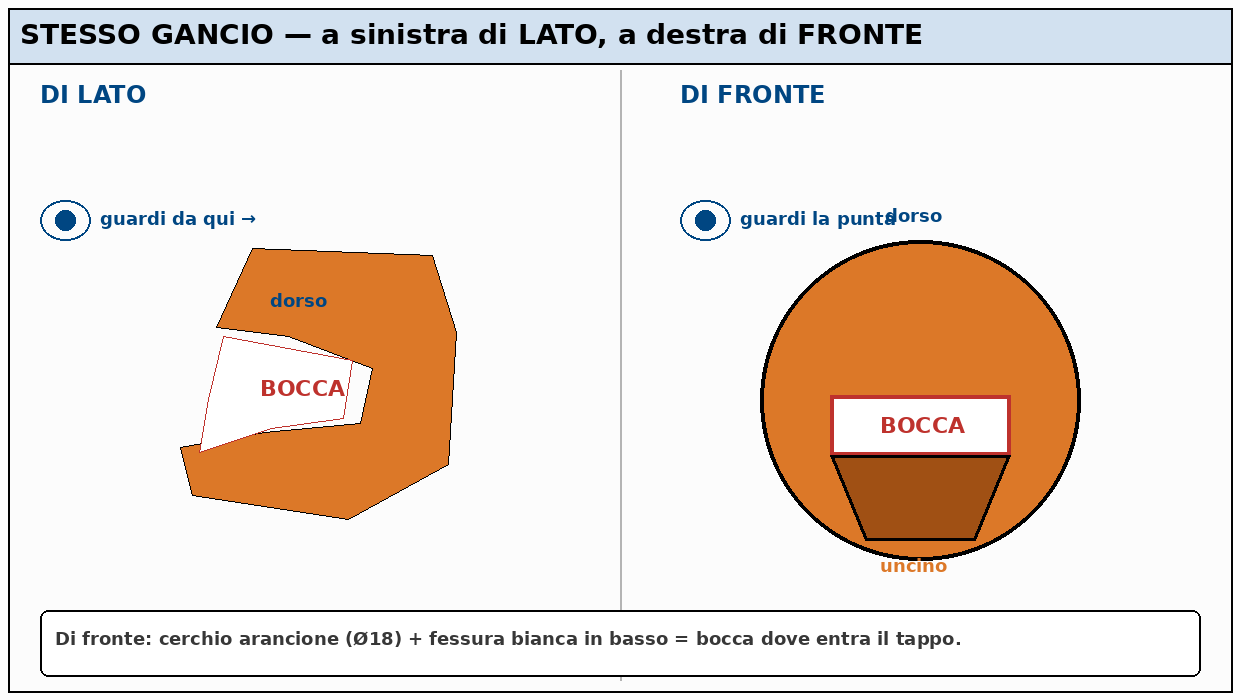 STESSO GANCIO — a sinistra di LATO, a destra di FRONTE
DI LATO
guardi da qui →
dorso
BOCCA
DI FRONTE
guardi la punta
dorso
BOCCA
uncino
Di fronte: cerchio arancione (Ø18) + fessura bianca in basso = bocca dove entra il tappo.